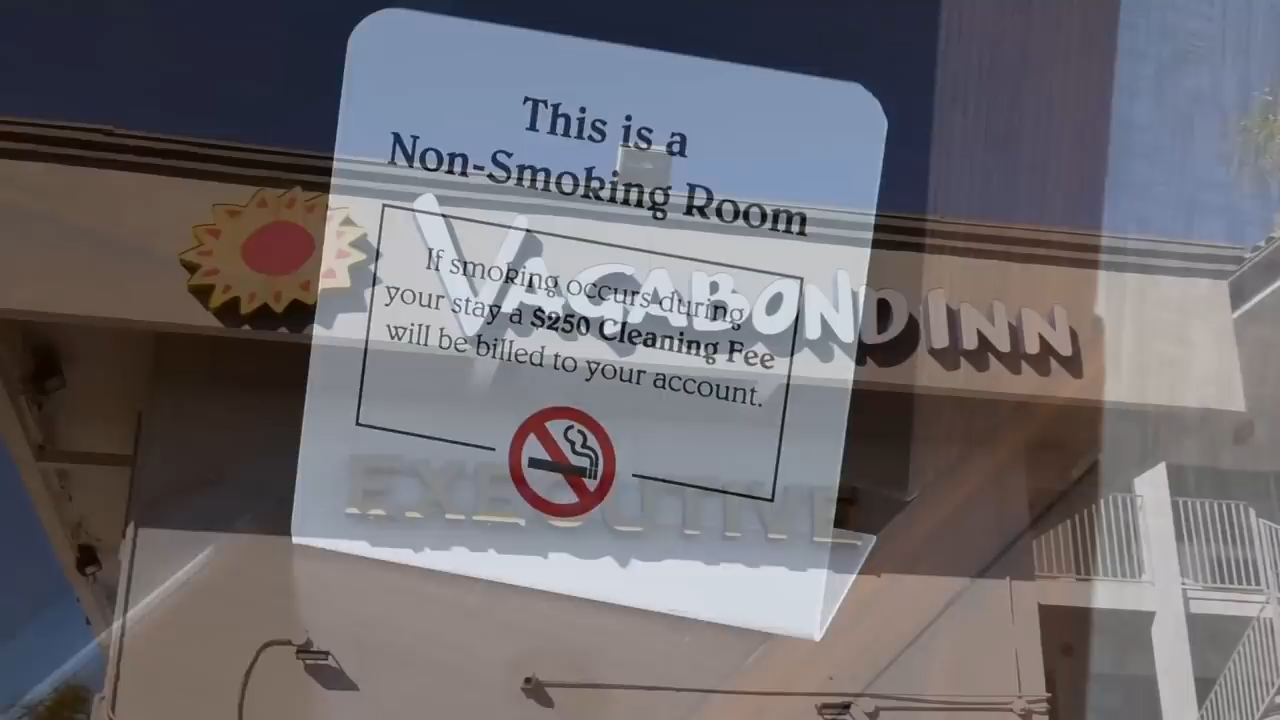 This is a
Non-Smoking Room
If smoking occurs during
your stay a $250 Cleaning Fee
will be billed to your account.
VAGABOND INN
EXECUTIVE